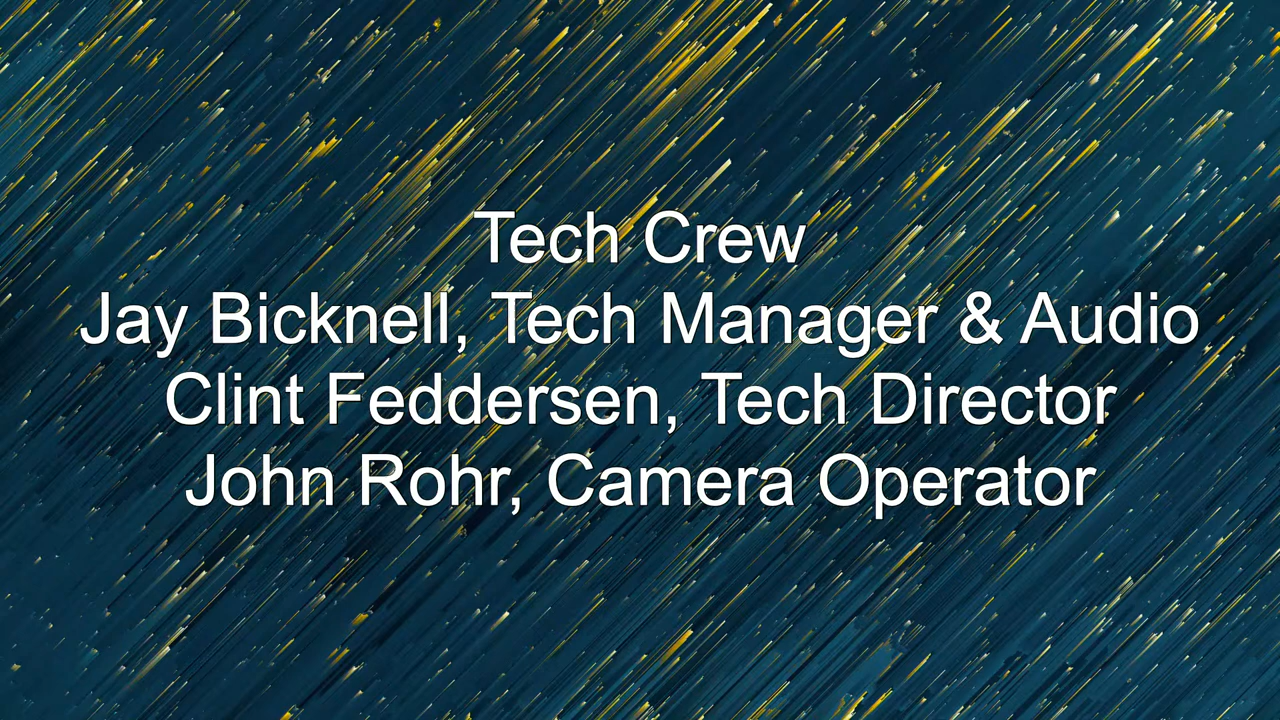 Tech Crew
Jay Bicknell, Tech Manager & Audio
Clint Feddersen, Tech Director
John Rohr, Camera Operator